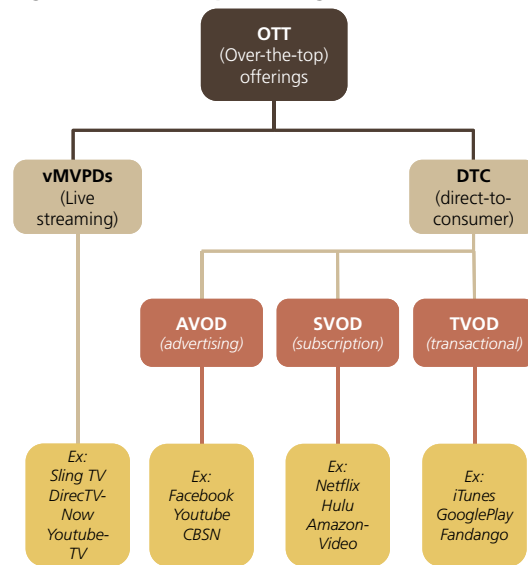 OTT
(Over-the-top)
offerings
vMVPDs
(Live
streaming)
DTC
(direct-to-
consumer)
AVOD
(advertising)
SVOD
(subscription)
TVOD
(transactional)
Ex:
Sling TV
DirecTV-
Now
Youtube-
TV
Ex:
Facebook
Youtube
CBSN
Ex:
Netflix
Hulu
Amazon-
Video
Ex:
iTunes
GooglePlay
Fandango